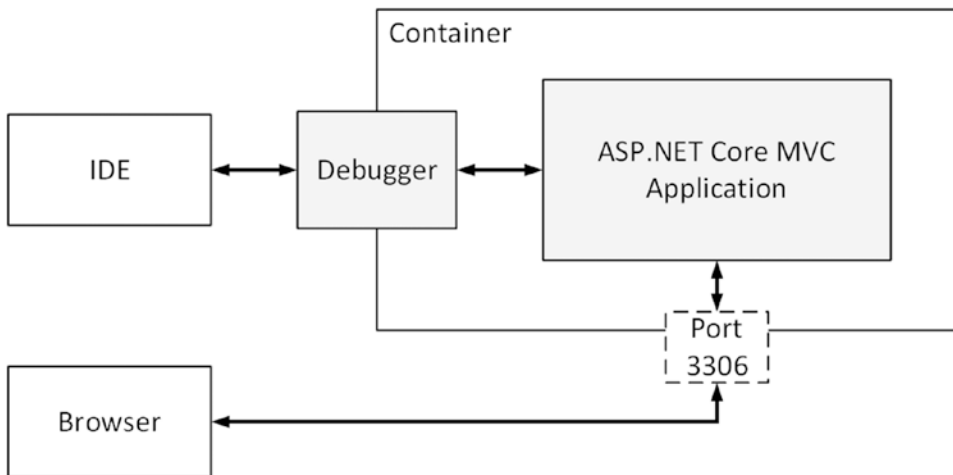 Container
IDE
Debugger
ASP.NET Core MVC
Application
Port
3306
Browser